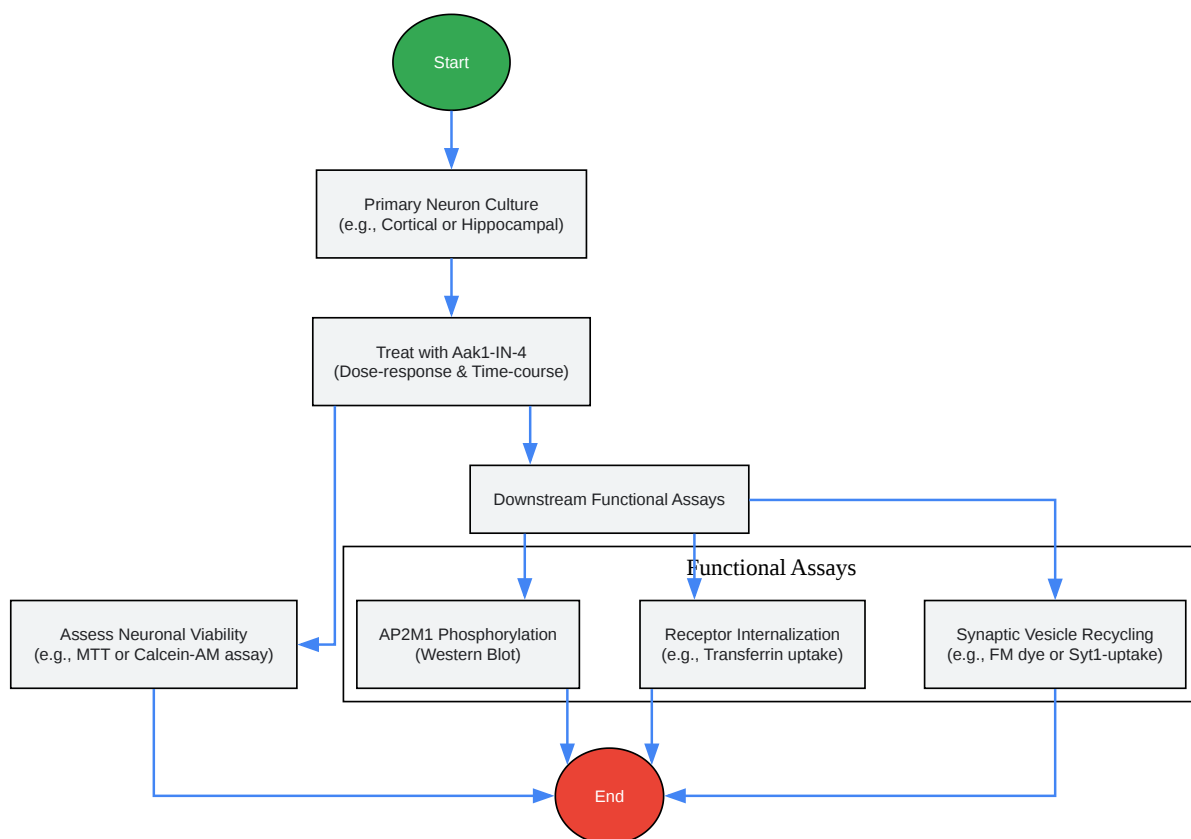 Start
Primary Neuron Culture
(e.g., Cortical or Hippocampal)
Treat with Aak1-IN-4
(Dose-response & Time-course)
Downstream Functional Assays
Functional Assays
Assess Neuronal Viability
(e.g., MTT or Calcein-AM assay)
AP2M1 Phosphorylation
(Western Blot)
Receptor Internalization
(e.g., Transferrin uptake)
Synaptic Vesicle Recycling
(e.g., FM dye or Syt1-uptake)
End